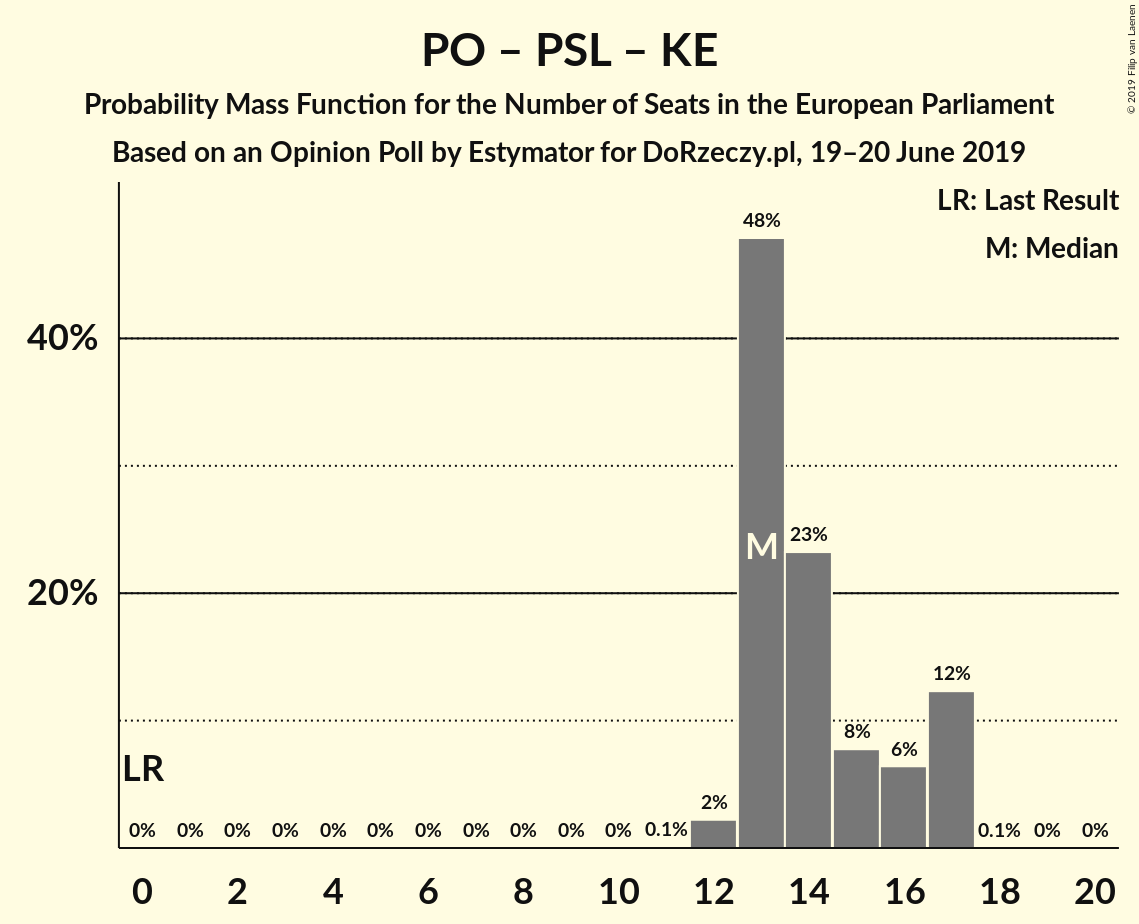 PO – PSL – KE
Probability Mass Function for the Number of Seats in the European Parliament
Based on an Opinion Poll by Estymator for DoRzeczy.pl, 19–20 June 2019
© 2019 Filip van Laenen
LR: Last Result
M: Median
48%
40%
M
23%
20%
12%
8%
6%
LR
2%
0% 0% 0% 0% 0% 0% 0% 0% 0% 0% 0% 0.1% 0.1% 0% 0%
0 2 4 6 8 10 12 14 16 18 20